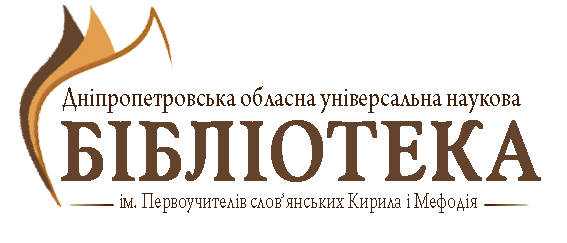 Дніпропетровська обласна універсальна наукова
БІБЛІОТЕКА
ім. Первоучителів слов’янських Кирила і Мефодія